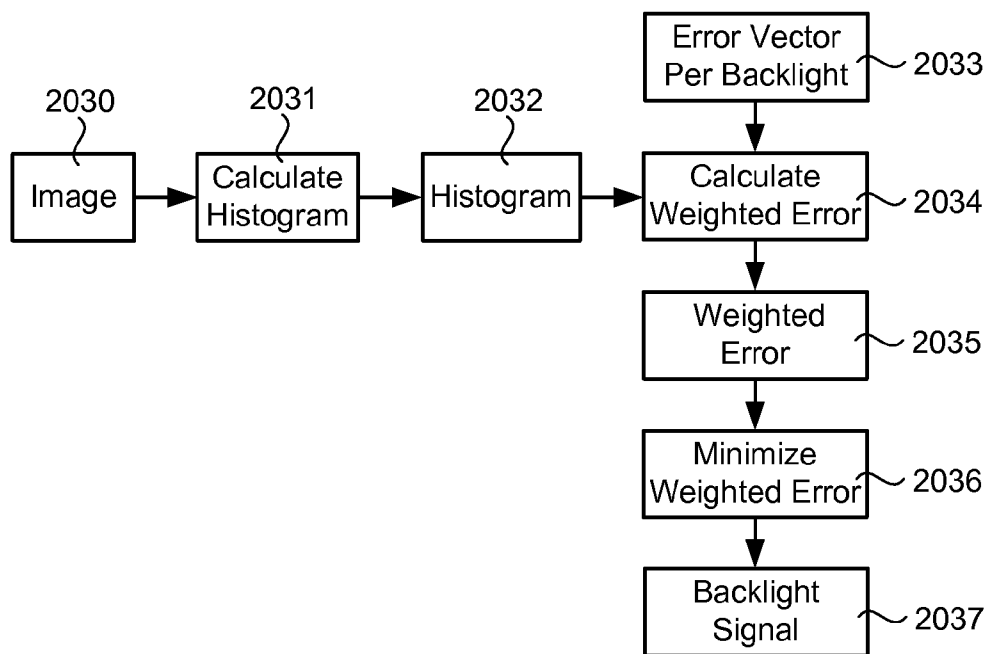 Error Vector
Per Backlight
2033
2030
2031
2032
Image
Calculate
Histogram
Histogram
Calculate
Weighted Error
2034
Weighted
Error
2035
Minimize
Weighted Error
2036
Backlight
Signal
2037